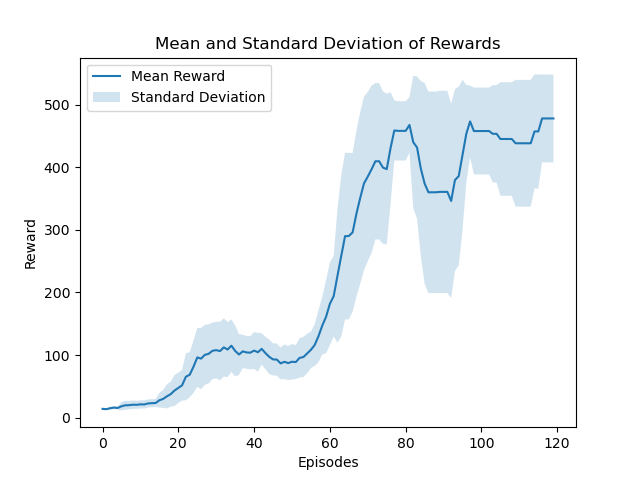 Mean and Standard Deviation of Rewards
Mean Reward
Standard Deviation
Reward
500
400
300
200
100
0
0 20 40 60 80 100 120
Episodes